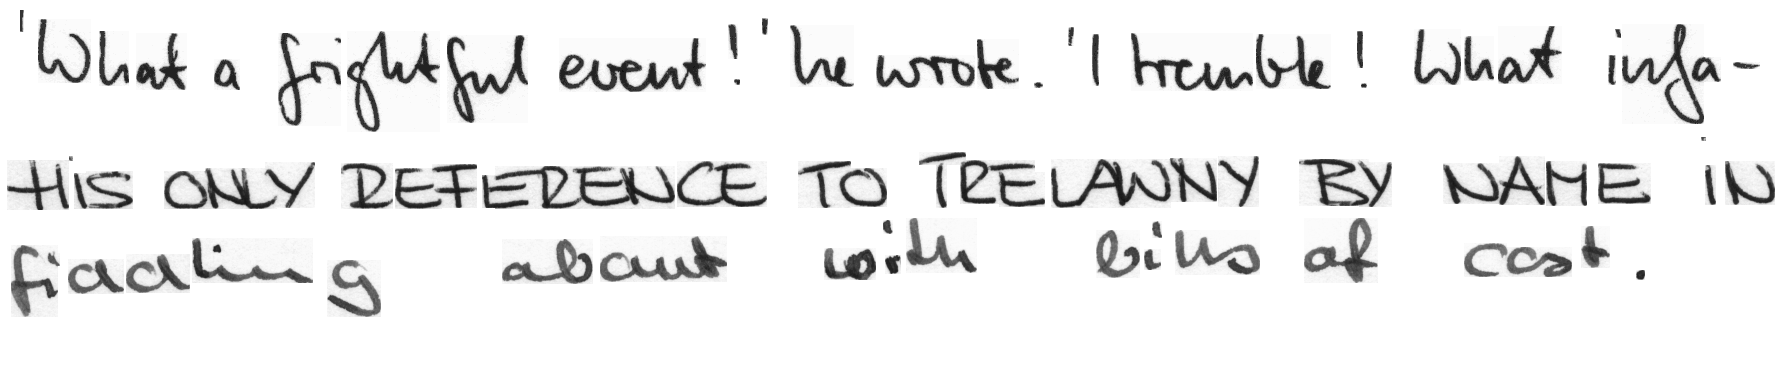 'What a frightful event!' he wrote. 'I tremble! What infa-
HIS ONLY REFERENCE TO TRELAWNY BY NAME IN
fiddling about with bills of cost.